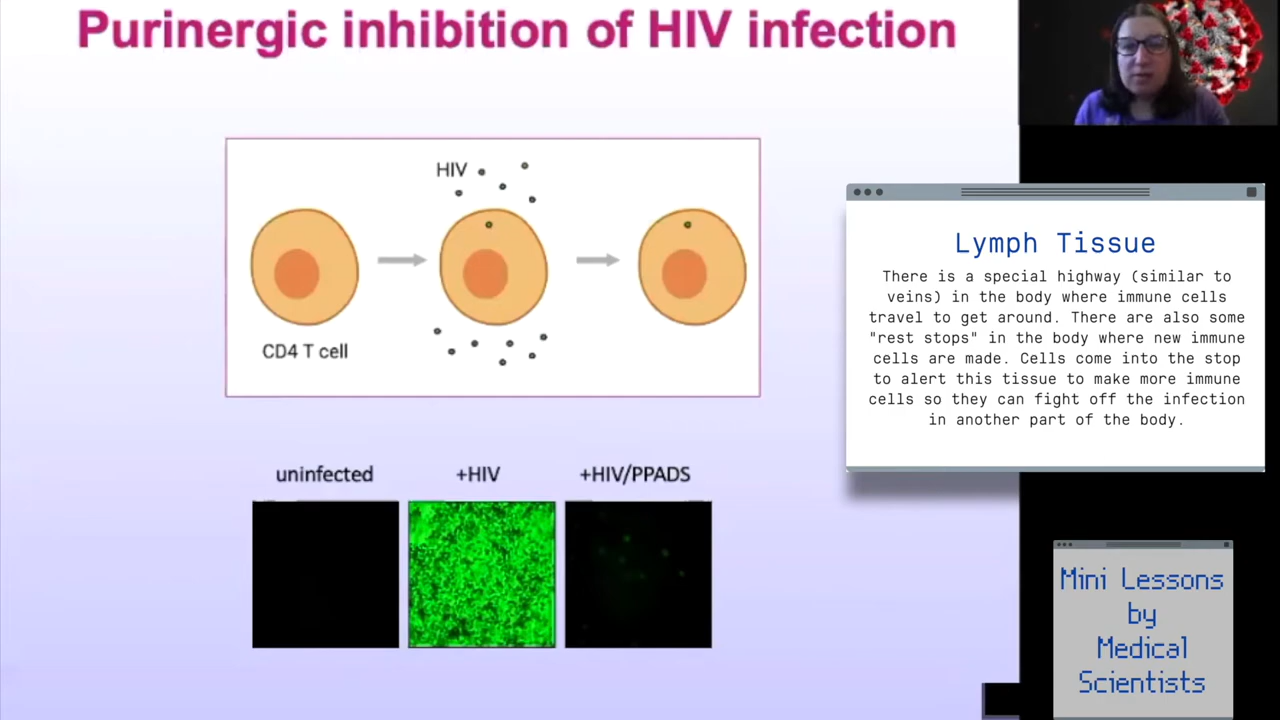 Purinergic inhibition of HIV infection
HIV
CD4 T cell
uninfected
+HIV
+HIV/PPADS
Lymph Tissue
There is a special highway (similar to
veins) in the body where immune cells
travel to get around. There are also some
"rest stops" in the body where new immune
cells are made. Cells come into the stop
to alert this tissue to make more immune
cells so they can fight off the infection
in another part of the body.
Mini Lessons
by
Medical
Scientists